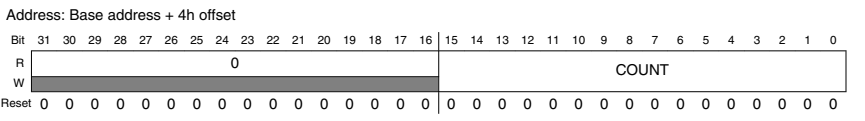 Address: Base address + 4h offset
Bit 31 30 29 28 27 26 25 24 23 22 21 20 19 18 17 16 15 14 13 12 11 10 9 8 7 6 5 4 3 2 1 0
R 0 COUNT
W
Reset 0 0 0 0 0 0 0 0 0 0 0 0 0 0 0 0 0 0 0 0 0 0 0 0 0 0 0 0 0 0 0 0